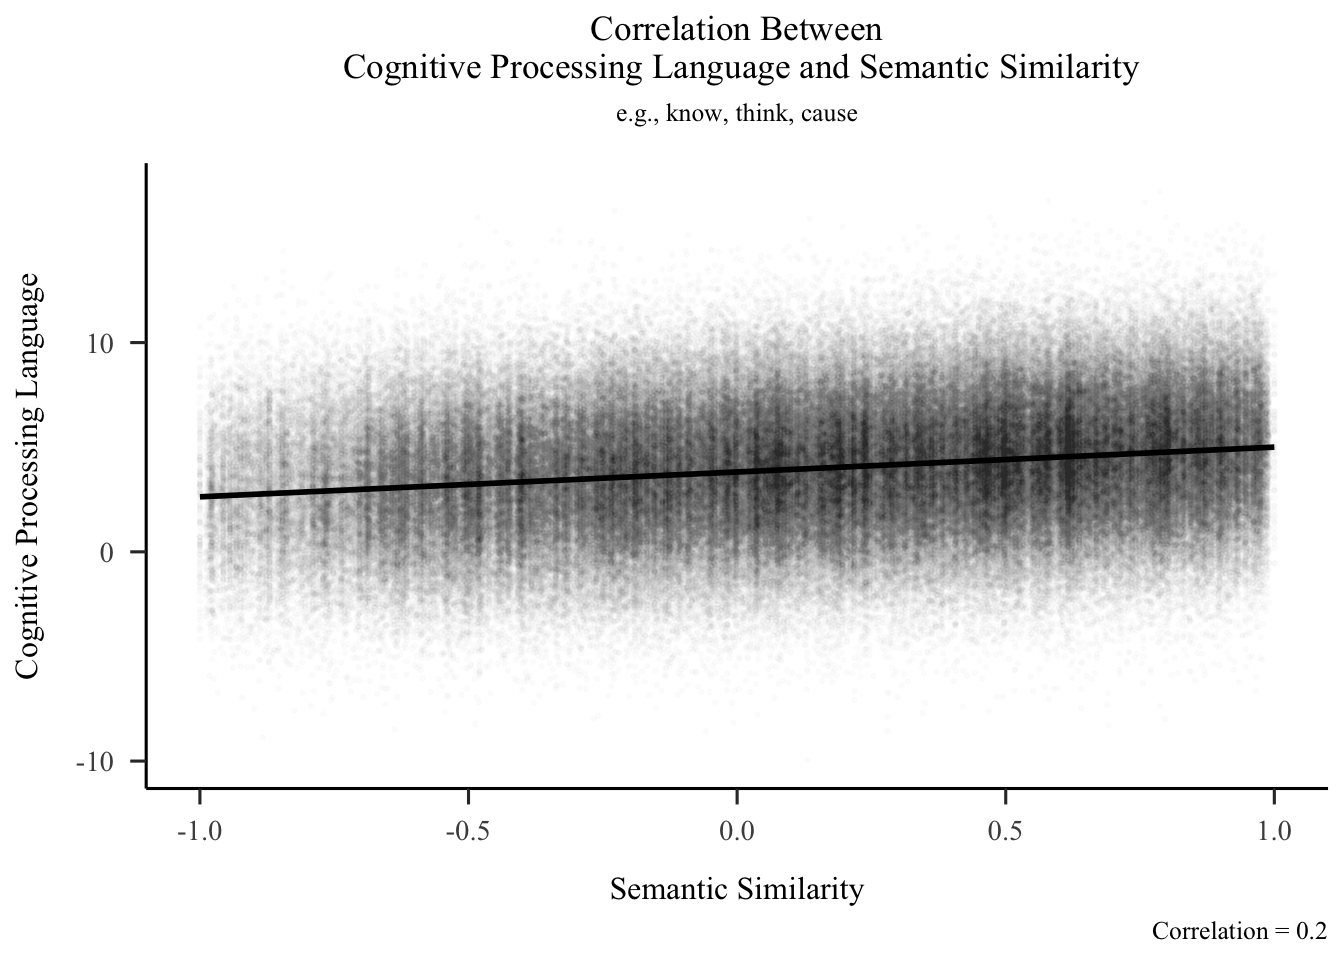 Correlation Between
Cognitive Processing Language and Semantic Similarity
e.g., know, think, cause
Cognitive Processing Language
10
0
-10
-1.0
-0.5
0.0
0.5
1.0
Semantic Similarity
Correlation = 0.2